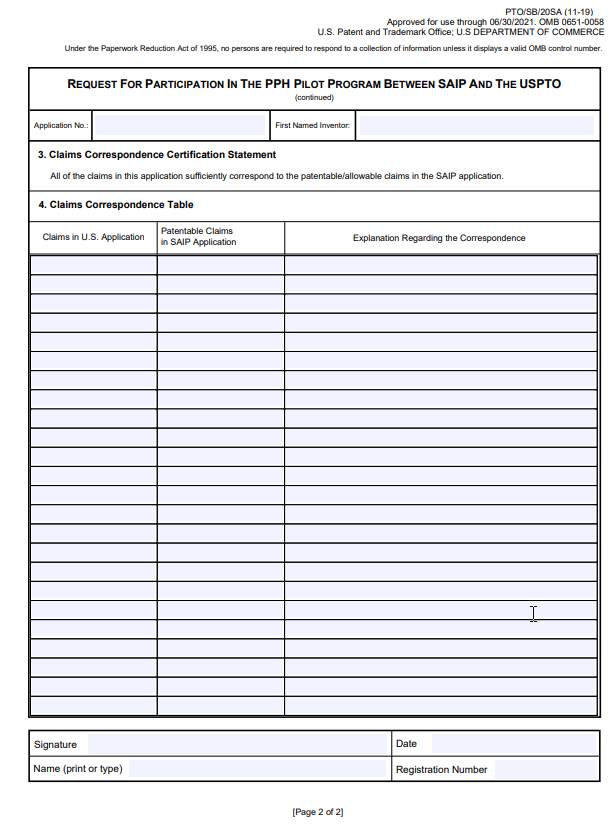 PTO/SB/20SA (11-19)
Approved for use through 06/30/2021. OMB 0651-0058
U.S. Patent and Trademark Office; U.S DEPARTMENT OF COMMERCE
Under the Paperwork Reduction Act of 1995, no persons are required to respond to a collection of information unless it displays a valid OMB control number.
REQUEST FOR PARTICIPATION IN THE PPH PILOT PROGRAM BETWEEN SAIP AND THE USPTO
(continued)
Application No.: First Named Inventor:
3. Claims Correspondence Certification Statement
All of the claims in this application sufficiently correspond to the patentable/allowable claims in the SAIP application.
4. Claims Correspondence Table
Claims in U.S. Application
Patentable Claims
in SAIP Application
Explanation Regarding the Correspondence
Signature Date
Name (print or type) Registration Number
[Page 2 of 2]